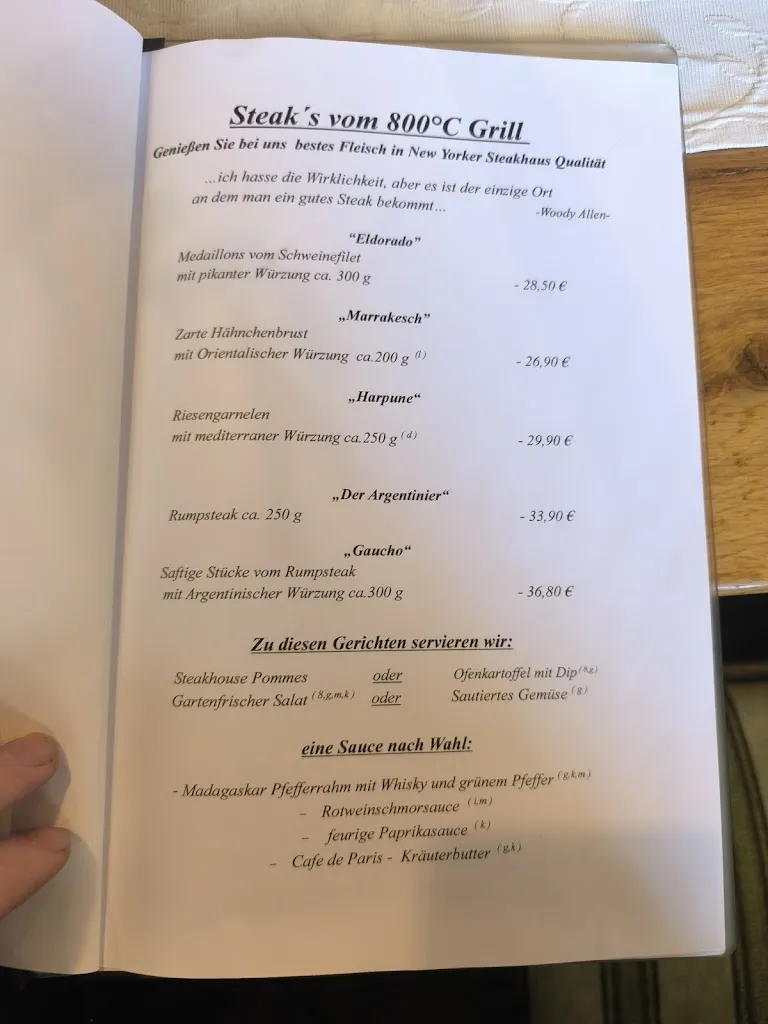 Steak´s vom 800°C Grill
Genießen Sie bei uns bestes Fleisch in New Yorker Steakhaus Qualität
...ich hasse die Wirklichkeit, aber es ist der einzige Ort
an dem man ein gutes Steak bekommt...
-Woody Allen-
"Eldorado"
Medaillons vom Schweinefilet
mit pikanter Würzung ca. 300 g - 28,50 €
„Marrakesch"
Zarte Hähnchenbrust
mit Orientalischer Würzung ca.200 g (l) - 26,90 €
„Harpune“
Riesengarnelen
mit mediterraner Würzung ca.250 g (d) - 29,90 €
„Der Argentinier“
Rumpsteak ca. 250 g - 33,90 €
„Gaucho“
Saftige Stücke vom Rumpsteak
mit Argentinischer Würzung ca.300 g - 36,80 €
Zu diesen Gerichten servieren wir:
Steakhouse Pommes oder Ofenkartoffel mit Dip (8,g)
Gartenfrischer Salat (8,g,m,k) oder Sautiertes Gemüse (g)
eine Sauce nach Wahl:
- Madagaskar Pfefferrahm mit Whisky und grünem Pfeffer (g,k,m)
– Rotweinschmorsauce (i,m)
– feurige Paprikasauce (k)
– Cafe de Paris - Kräuterbutter (g,k)